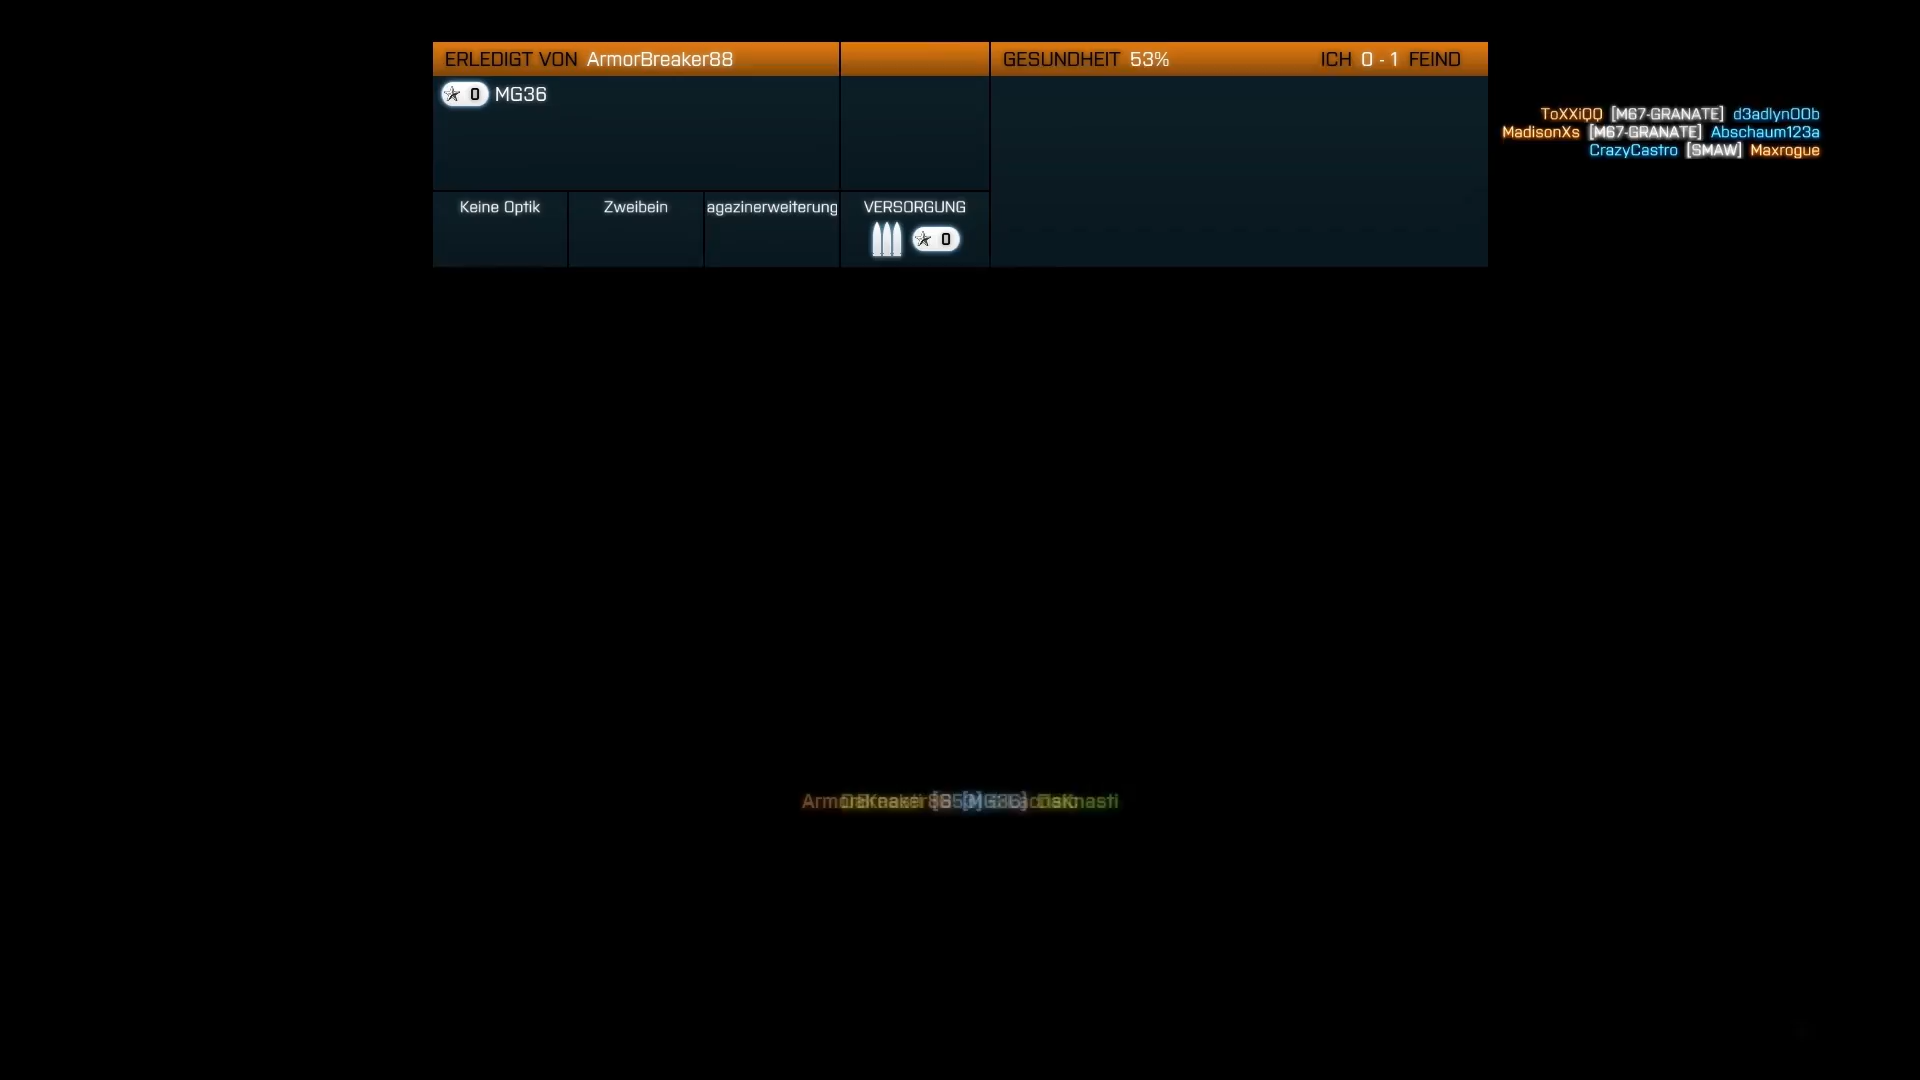 ERLEDIGT VON ArmorBreaker88
GESUNDHEIT 53% ICH 0 - 1 FEIND
0 MG36
ToXXiQQ [M67-GRANATE] d3adlyn00b
MadisonXs [M67-GRANATE] Abschaum123a
CrazyCastro [SMAW] Maxrogue
Keine Optik
Zweibein
agazinerweiterung
VERSORGUNG
0